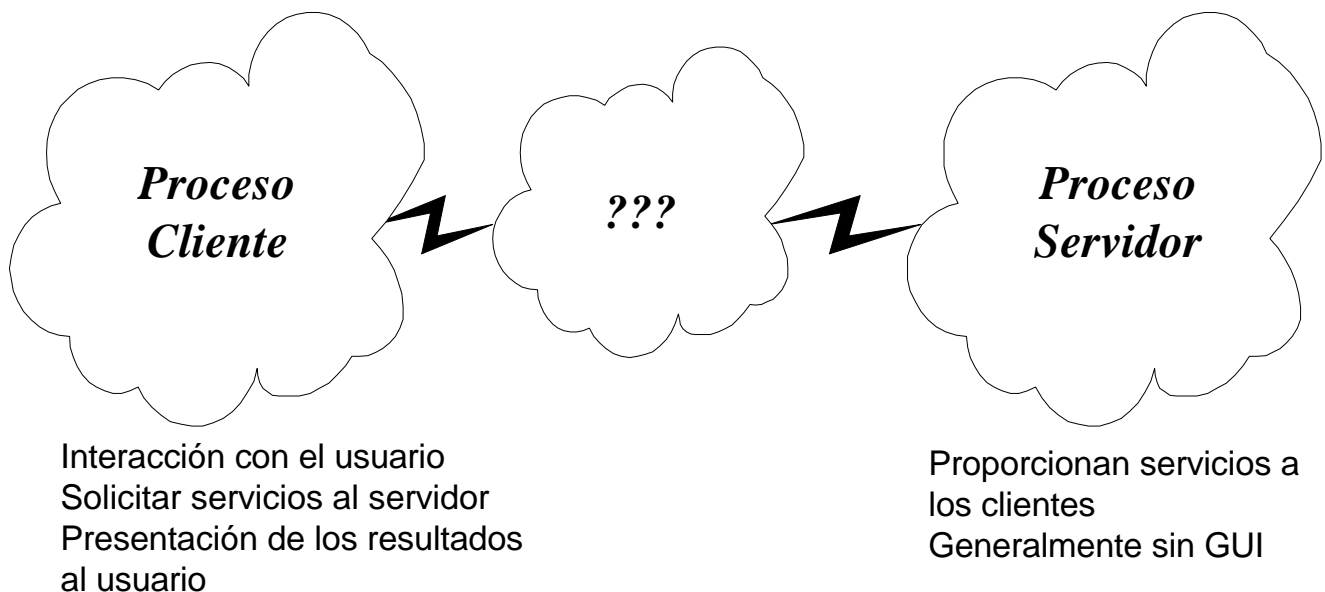 Proceso
Cliente
???
Proceso
Servidor
Interacción con el usuario
Solicitar servicios al servidor
Presentación de los resultados
al usuario
Proporcionan servicios a
los clientes
Generalmente sin GUI